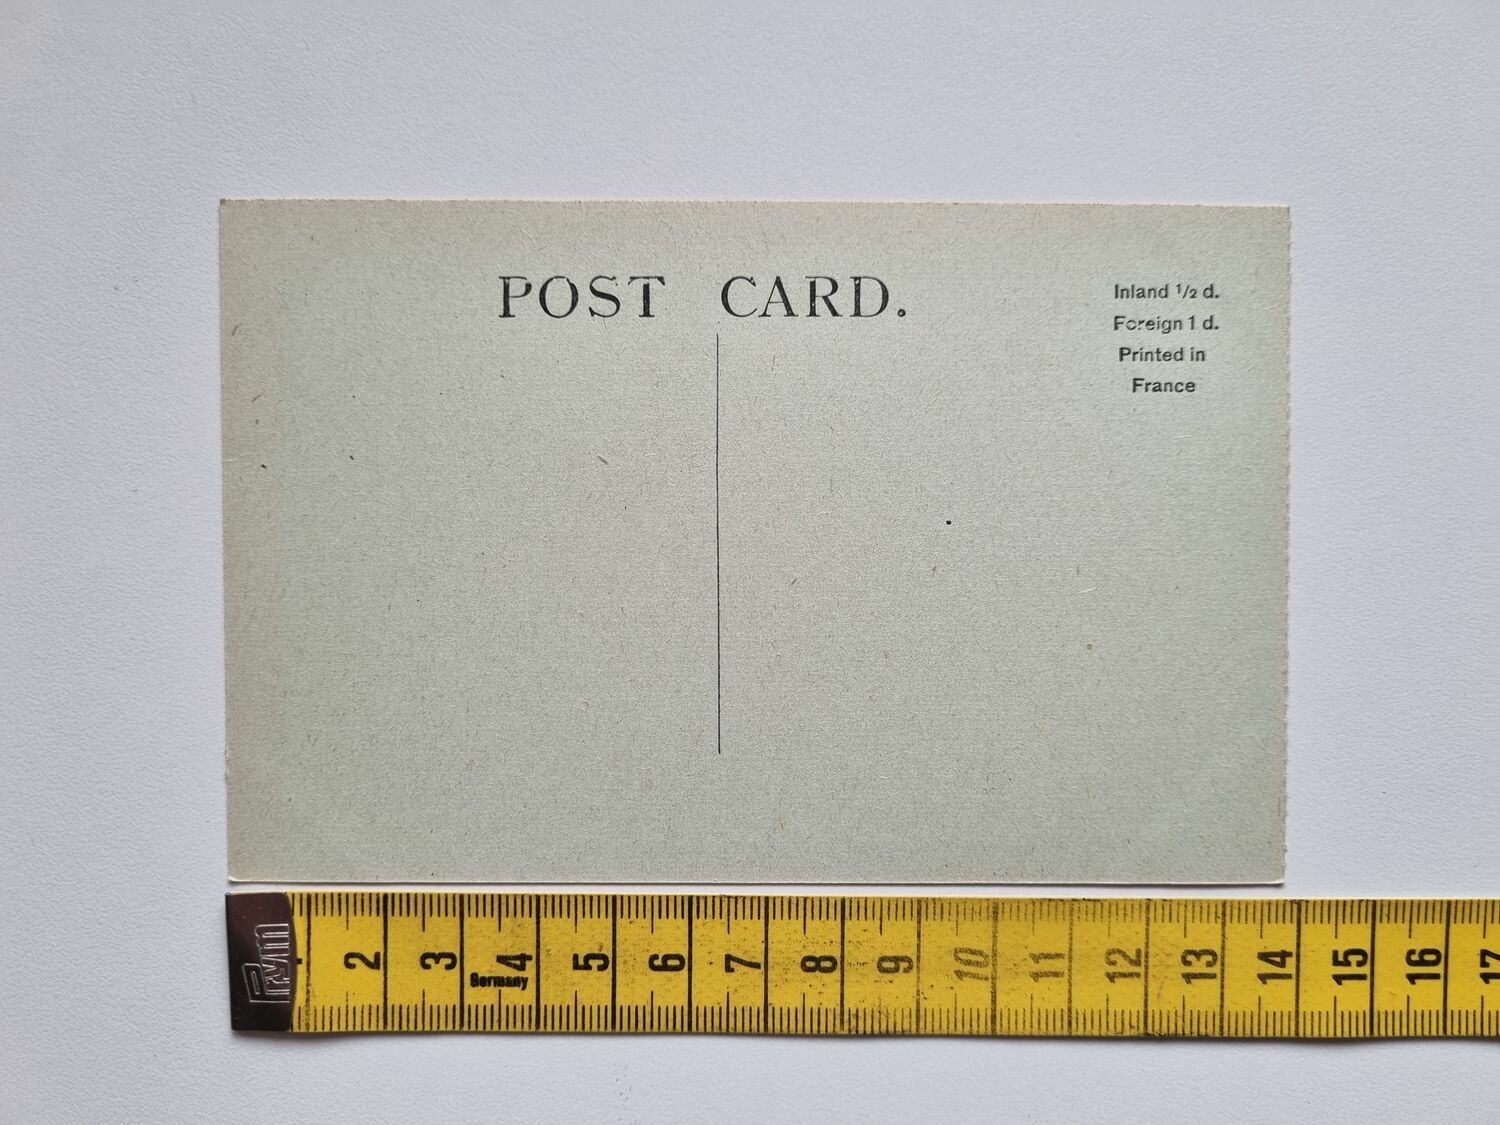 POST CARD.
Inland ½ d.
Foreign 1 d.
Printed in
France
Prym
2 3 4 5 6 7 8 9 10 11 12 13 14 15 16 17
Germany